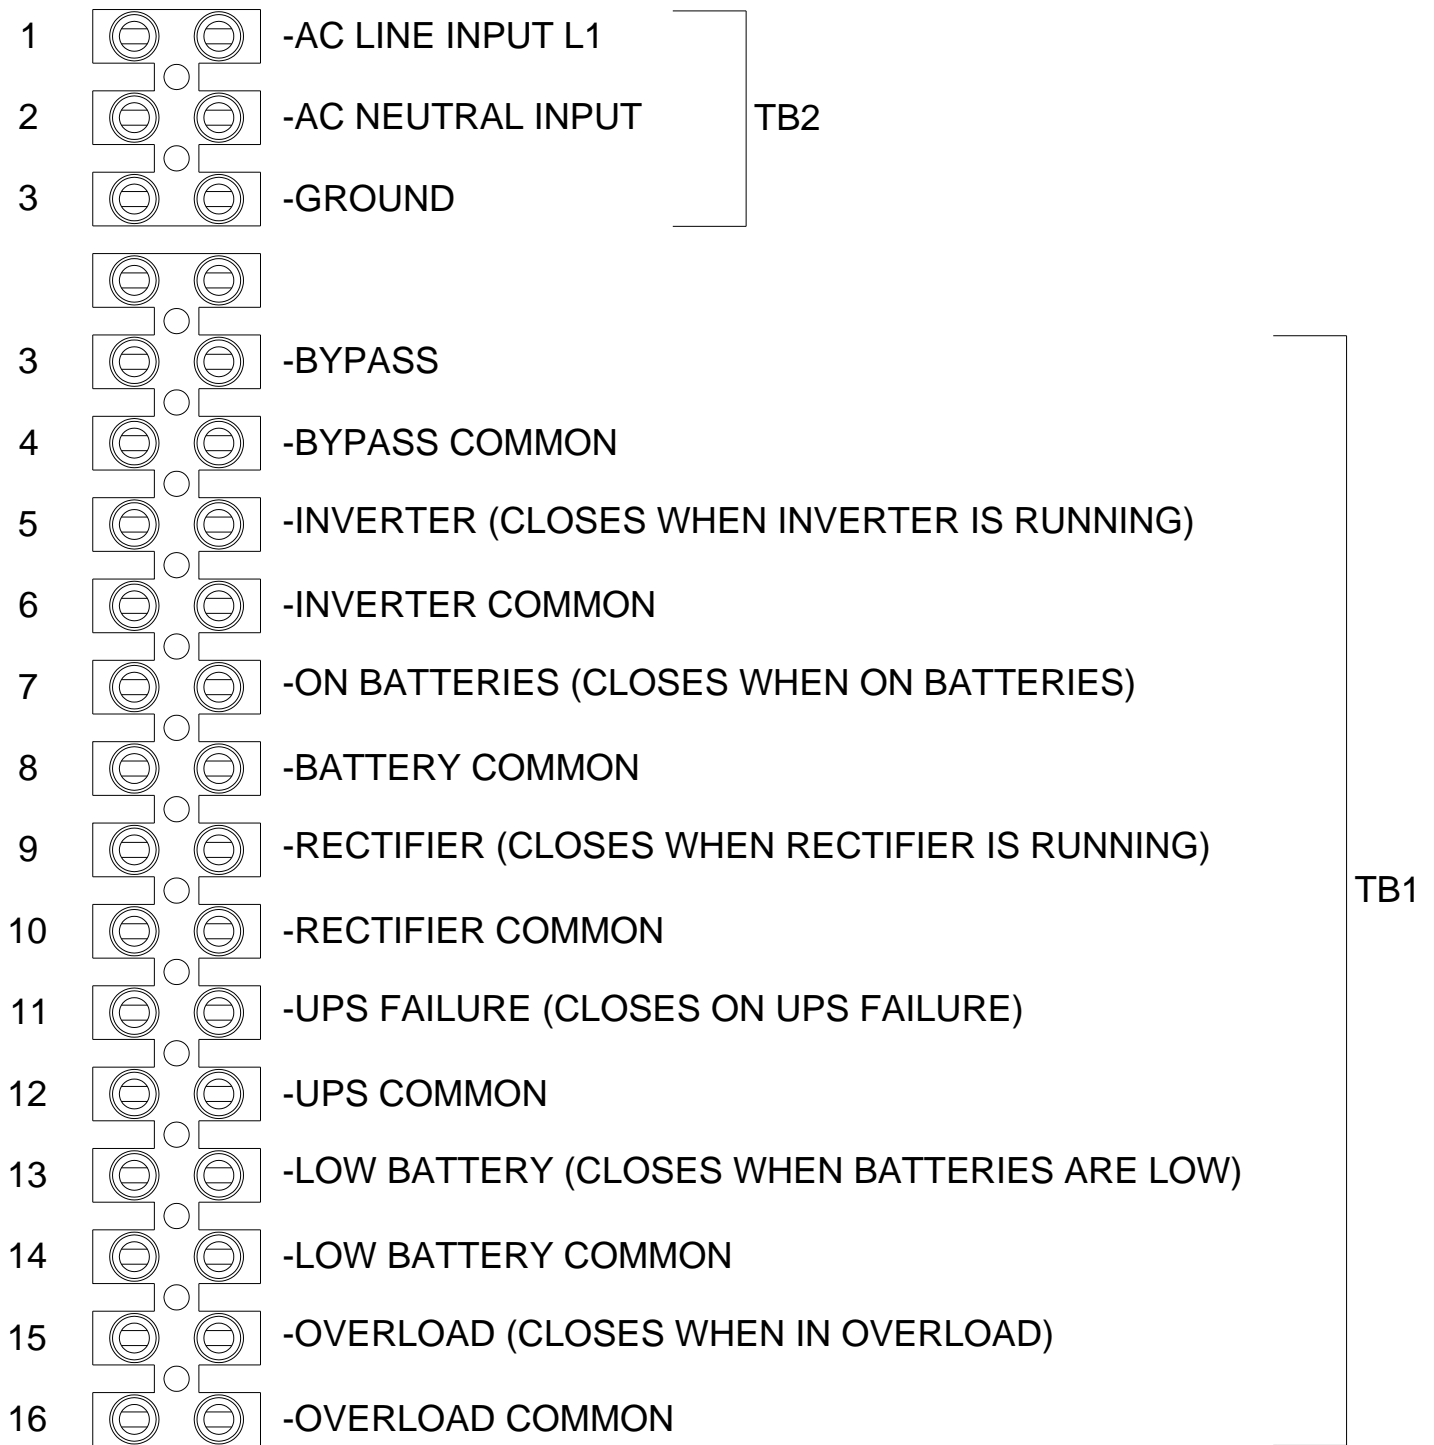 1 -AC LINE INPUT L1
2 -AC NEUTRAL INPUT TB2
3 -GROUND
3 -BYPASS
4 -BYPASS COMMON
5 -INVERTER (CLOSES WHEN INVERTER IS RUNNING)
6 -INVERTER COMMON
7 -ON BATTERIES (CLOSES WHEN ON BATTERIES)
8 -BATTERY COMMON
9 -RECTIFIER (CLOSES WHEN RECTIFIER IS RUNNING)
TB1
10 -RECTIFIER COMMON
11 -UPS FAILURE (CLOSES ON UPS FAILURE)
12 -UPS COMMON
13 -LOW BATTERY (CLOSES WHEN BATTERIES ARE LOW)
14 -LOW BATTERY COMMON
15 -OVERLOAD (CLOSES WHEN IN OVERLOAD)
16 -OVERLOAD COMMON